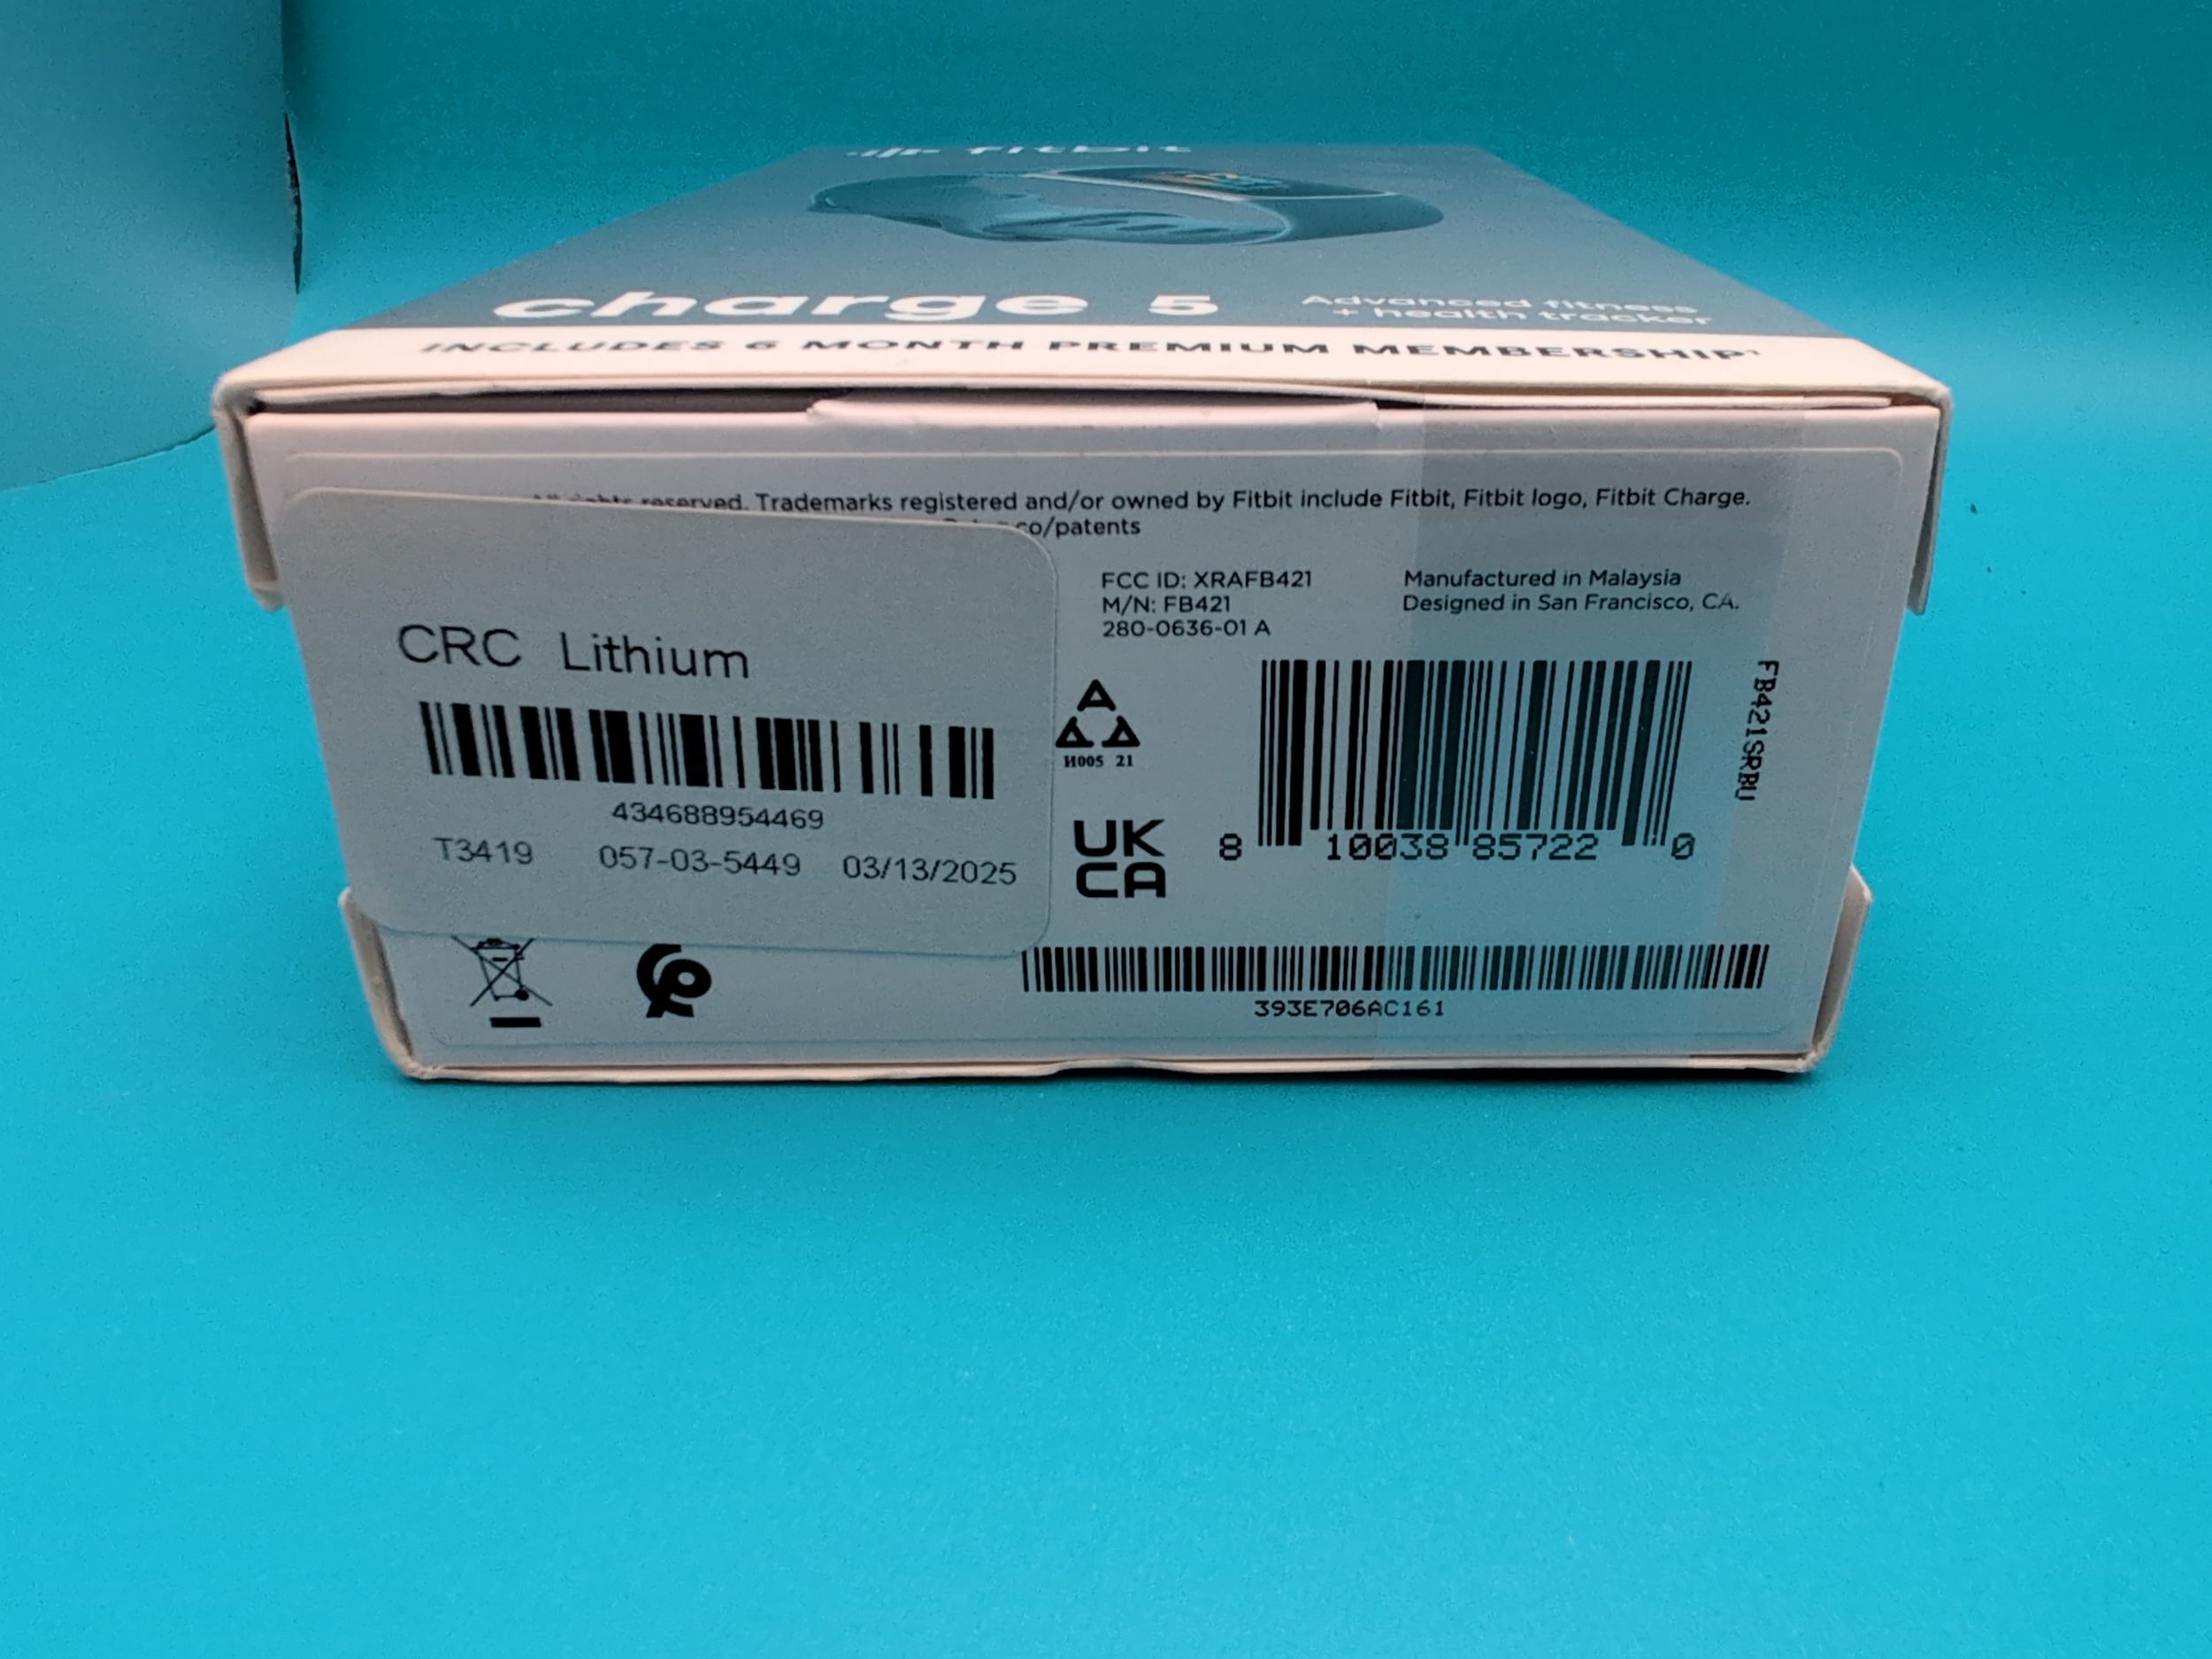 fitbit
charge 5
Advanced fitness
+ health tracker
INCLUDES 6 MONTH PREMIUM MEMBERSHIP¹
reserved. Trademarks registered and/or owned by Fitbit include Fitbit, Fitbit logo, Fitbit Charge.
co/patents
FCC ID: XRAFB421
M/N: FB421
280-0636-01 A
Manufactured in Malaysia
Designed in San Francisco, CA.
CRC Lithium
434688954469
T3419 057-03-5449 03/13/2025
H005 21
UK
CA
8 10038 85722 0
FB421SRBU
393E706AC161